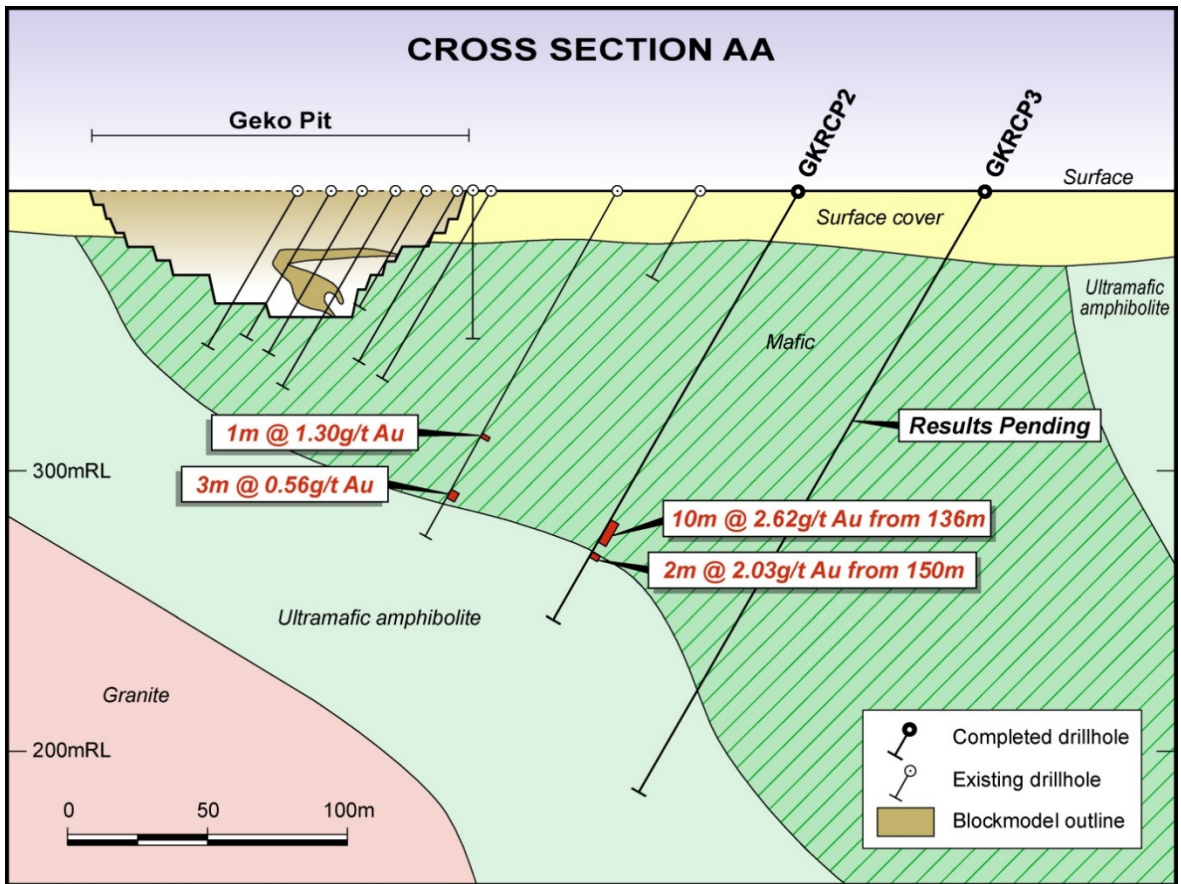 CROSS SECTION AA
Geko Pit
GKRCP2
GKRCP3
Surface
Surface cover
Ultramafic
amphibolite
Mafic
1m @ 1.30g/t Au
Results Pending
300mRL
3m @ 0.56g/t Au
10m @ 2.62g/t Au from 136m
2m @ 2.03g/t Au from 150m
Ultramafic amphibolite
Granite
200mRL
Completed drillhole
Existing drillhole
Blockmodel outline
0 50 100m